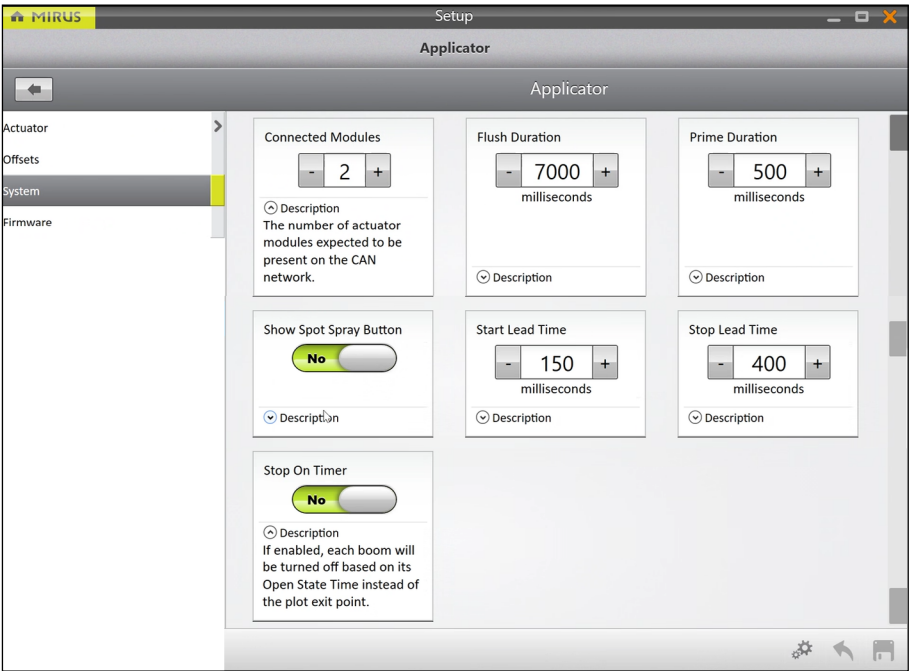 MIRUS
Setup
Applicator
Applicator
Actuator
Offsets
System
Firmware
Connected Modules
- 2 +
Description
The number of actuator
modules expected to be
present on the CAN
network.
Flush Duration
- 7000 +
milliseconds
Description
Prime Duration
- 500 +
milliseconds
Description
Show Spot Spray Button
No
Description
Start Lead Time
- 150 +
milliseconds
Description
Stop Lead Time
- 400 +
milliseconds
Description
Stop On Timer
No
Description
If enabled, each boom will
be turned off based on its
Open State Time instead of
the plot exit point.